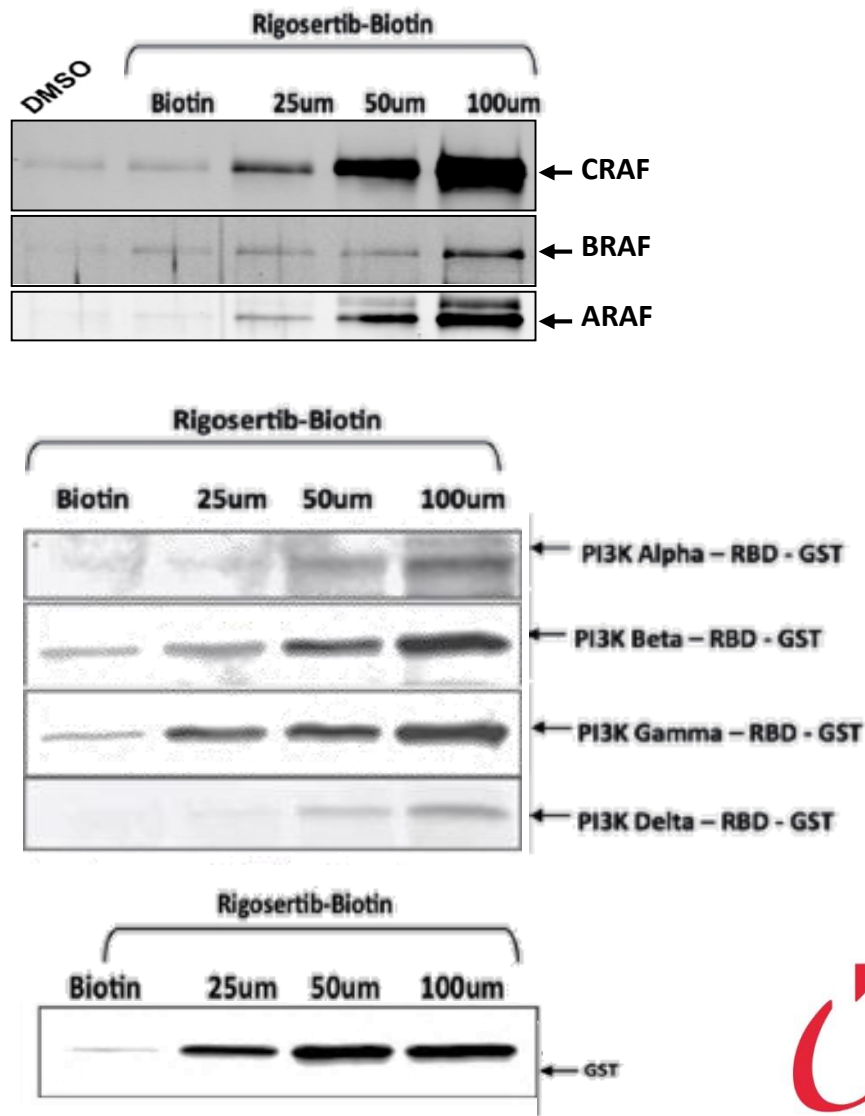 Rigosertib-Biotin
DMSO Biotin 25um 50um 100um
CRAF
BRAF
ARAF
Rigosertib-Biotin
Biotin 25um 50um 100um
PI3K Alpha – RBD - GST
PI3K Beta – RBD - GST
PI3K Gamma – RBD - GST
PI3K Delta – RBD - GST
Rigosertib-Biotin
Biotin 25um 50um 100um
GST